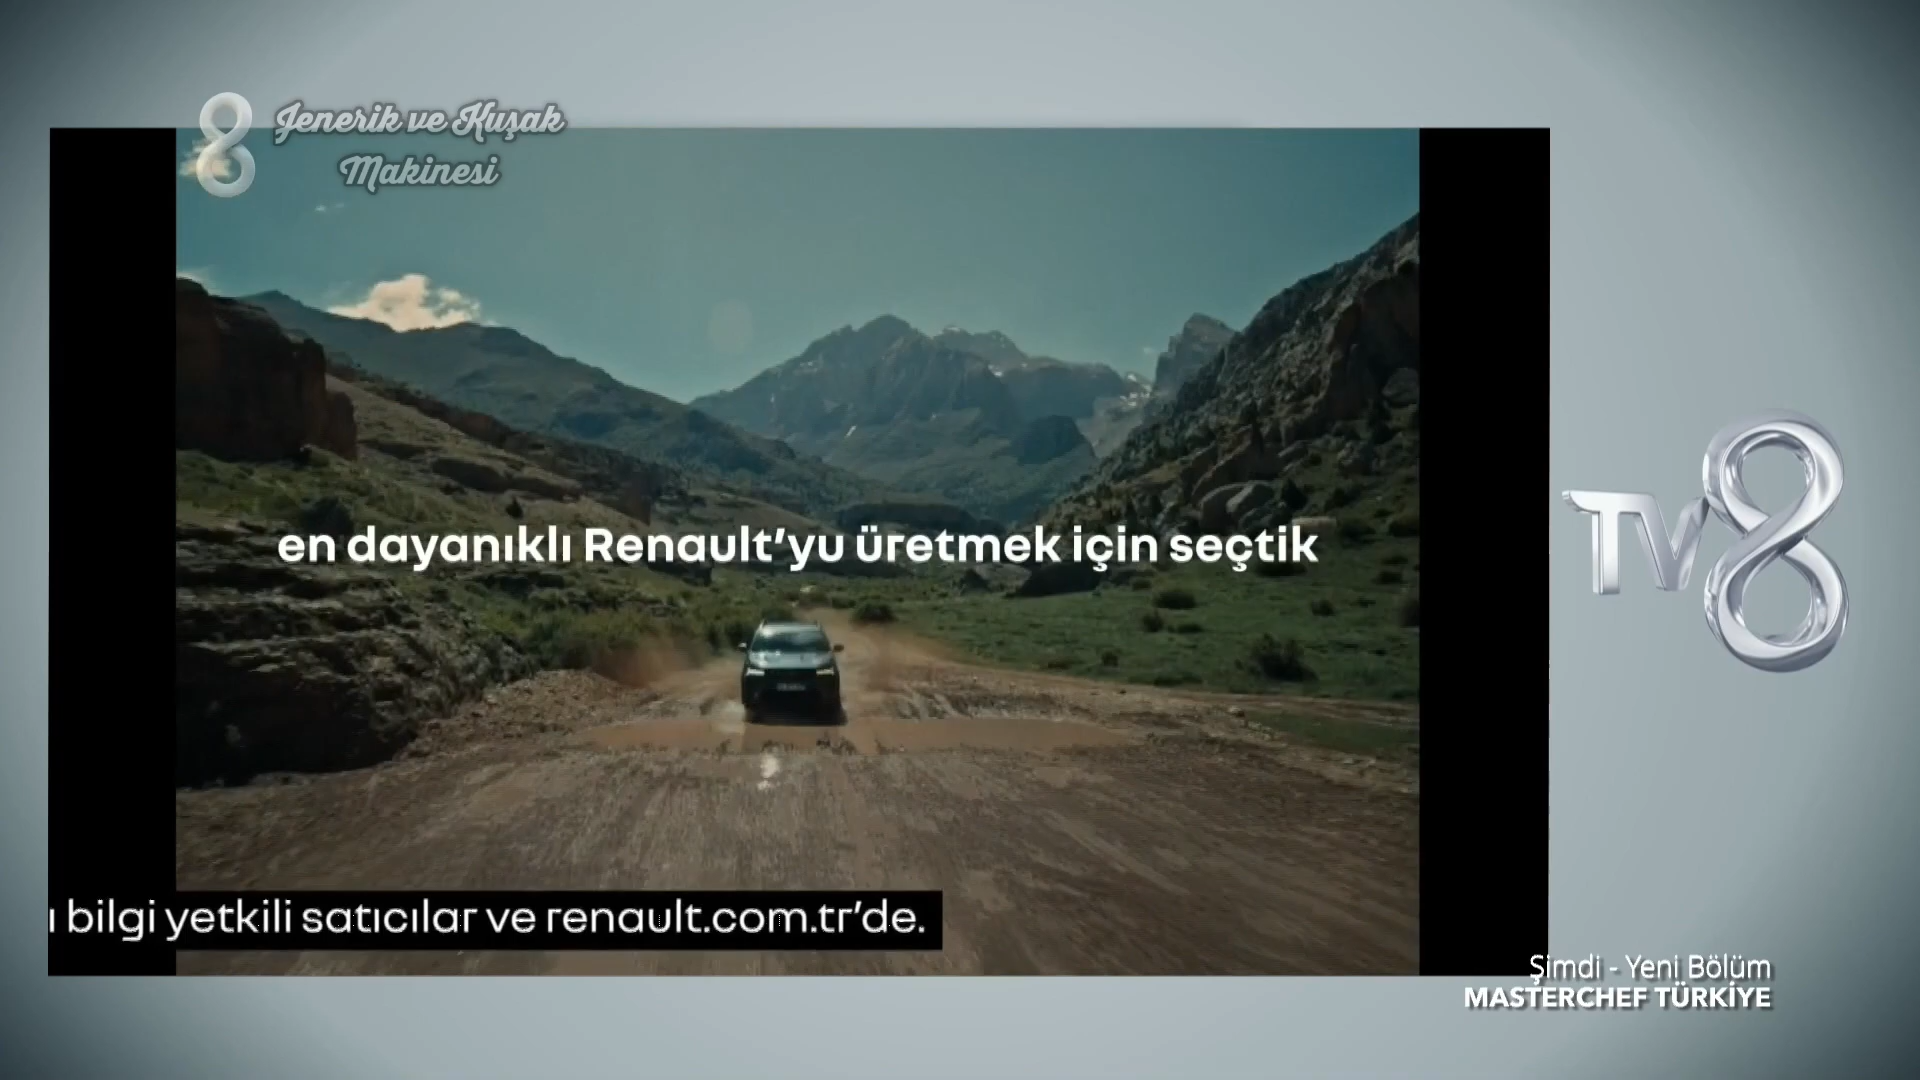 8 Jenerik ve Kuşak
Makinesi
en dayanıklı Renault'yu üretmek için seçtik
TV8
ı bilgi yetkili satıcılar ve renault.com.tr'de.
Şimdi - Yeni Bölüm
MASTERCHEF TÜRKİYE